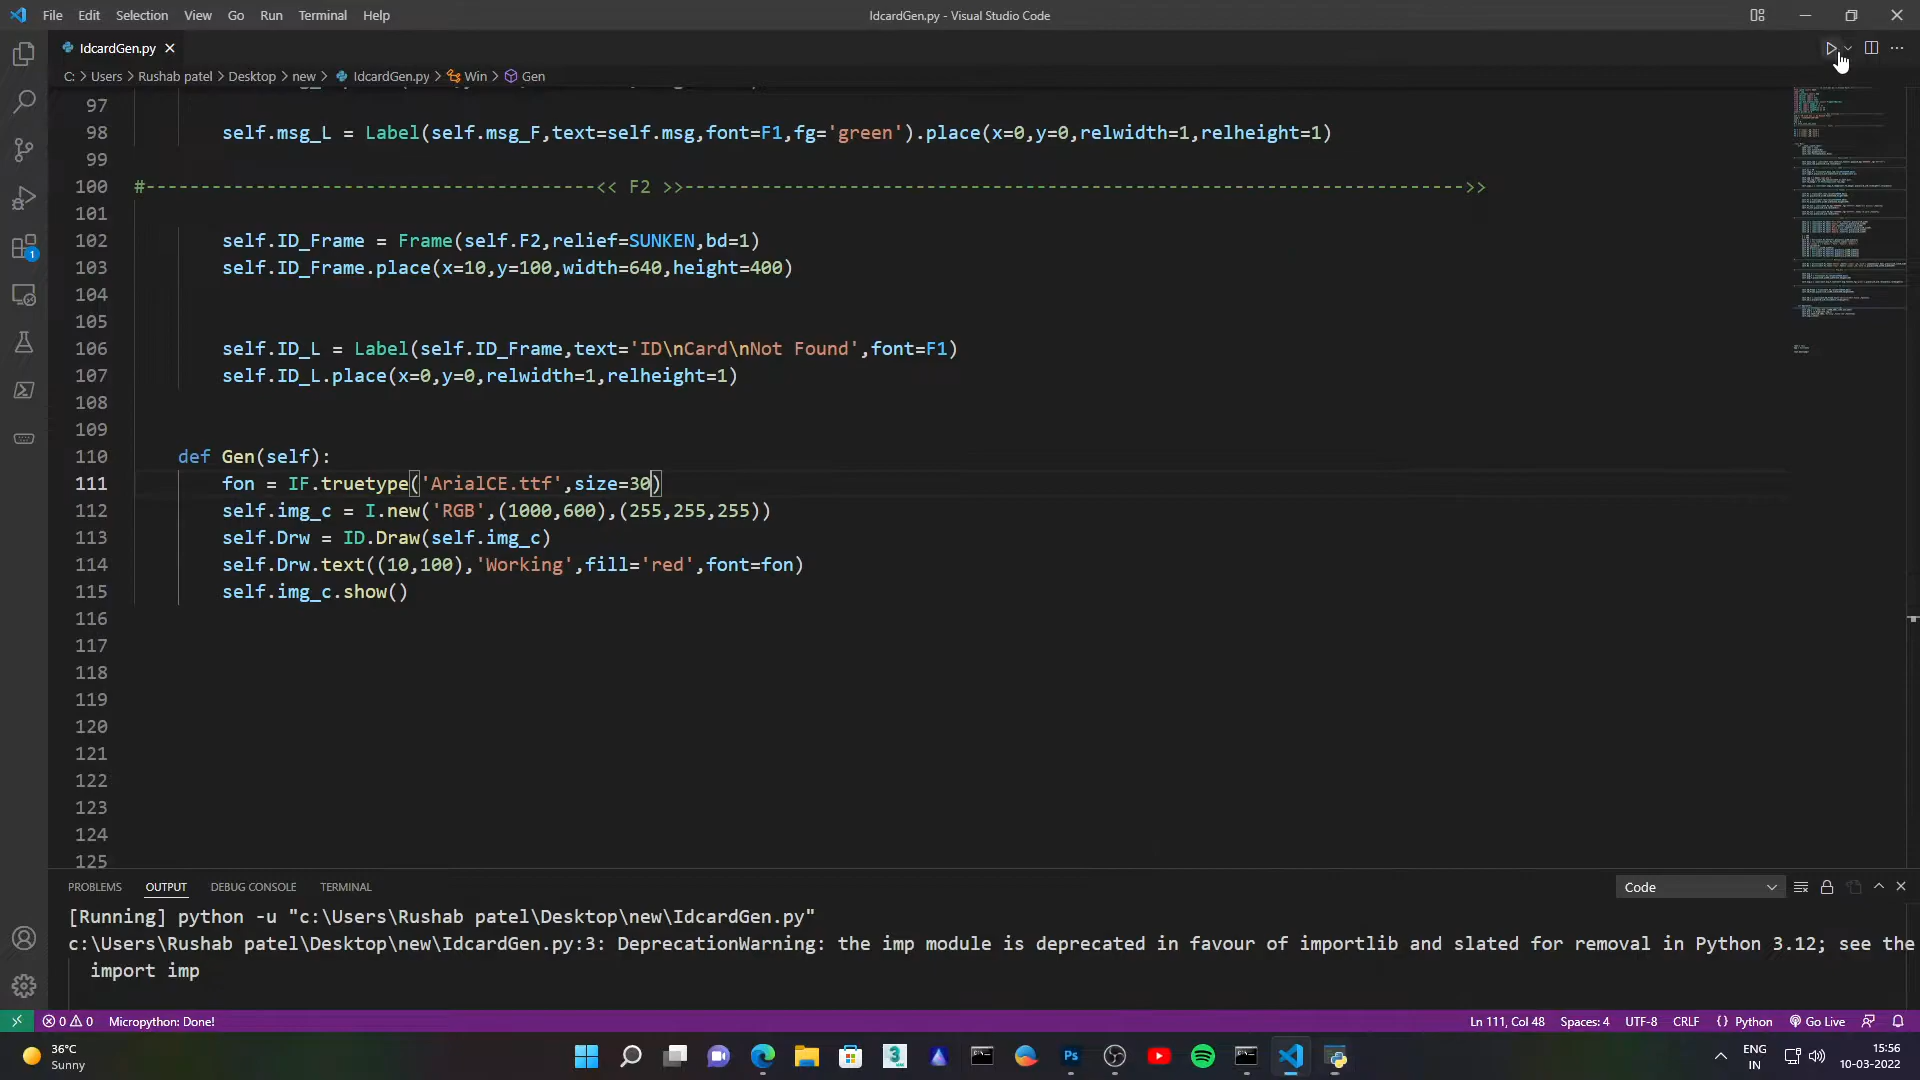 File Edit Selection View Go Run Terminal Help
IdcardGen.py - Visual Studio Code
IdcardGen.py
C: > Users > Rushab patel > Desktop > new > IdcardGen.py > Win > Gen
97
98 self.msg_L = Label(self.msg_F,text=self.msg,font=F1,fg='green').place(x=0,y=0,relwidth=1,relheight=1)
99
100 #-----------------------------------------<< F2 >>----------------------------------------------------------------------->>
101
102 self.ID_Frame = Frame(self.F2,relief=SUNKEN,bd=1)
103 self.ID_Frame.place(x=10,y=100,width=640,height=400)
104
105
106 self.ID_L = Label(self.ID_Frame,text='ID\nCard\nNot Found',font=F1)
107 self.ID_L.place(x=0,y=0,relwidth=1,relheight=1)
108
109
110 def Gen(self):
111 fon = IF.truetype('ArialCE.ttf',size=30)
112 self.img_c = I.new('RGB',(1000,600),(255,255,255))
113 self.Drw = ID.Draw(self.img_c)
114 self.Drw.text((10,100),'Working',fill='red',font=fon)
115 self.img_c.show()
116
117
118
119
120
121
122
123
124
125
PROBLEMS OUTPUT DEBUG CONSOLE TERMINAL
Code
[Running] python -u "c:\Users\Rushab patel\Desktop\new\IdcardGen.py"
c:\Users\Rushab patel\Desktop\new\IdcardGen.py:3: DeprecationWarning: the imp module is deprecated in favour of importlib and slated for removal in Python 3.12; see the
import imp
0 0 Micropython: Done!
Ln 111, Col 48 Spaces: 4 UTF-8 CRLF {} Python Go Live
36°C
Sunny
Ps
ENG
IN
15:56
10-03-2022